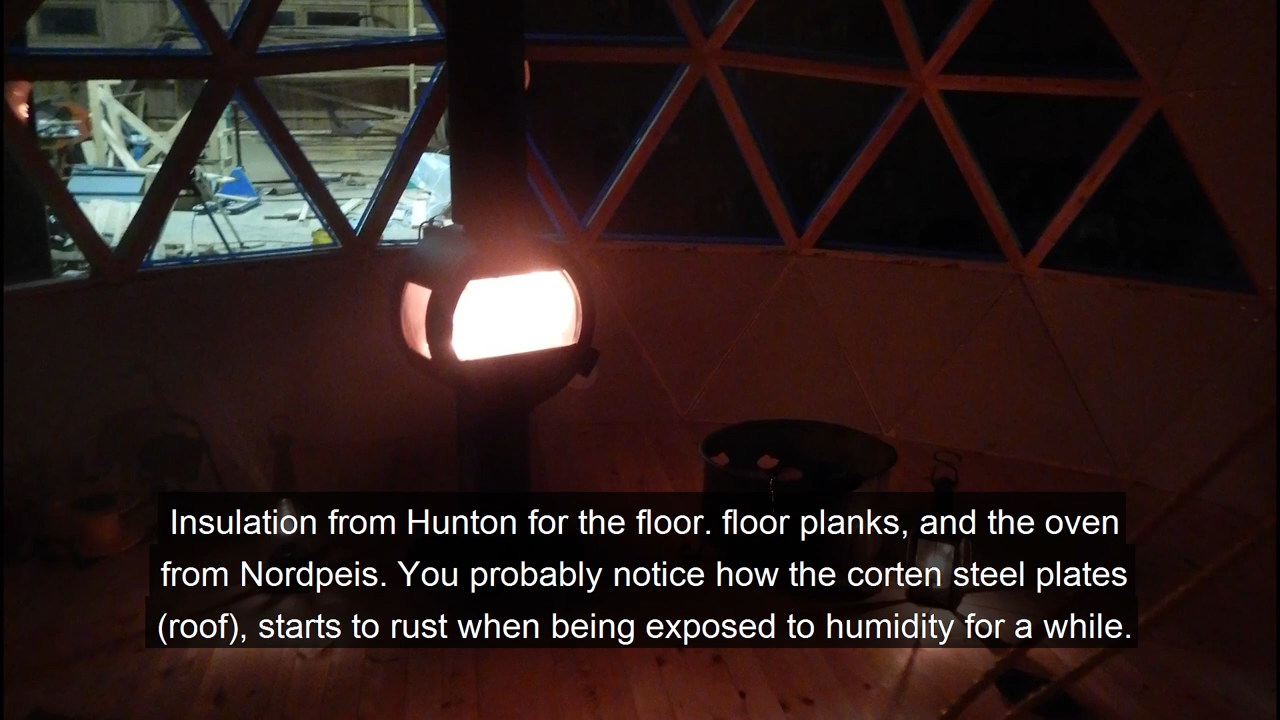 Insulation from Hunton for the floor. floor planks, and the oven
from Nordpeis. You probably notice how the corten steel plates
(roof), starts to rust when being exposed to humidity for a while.